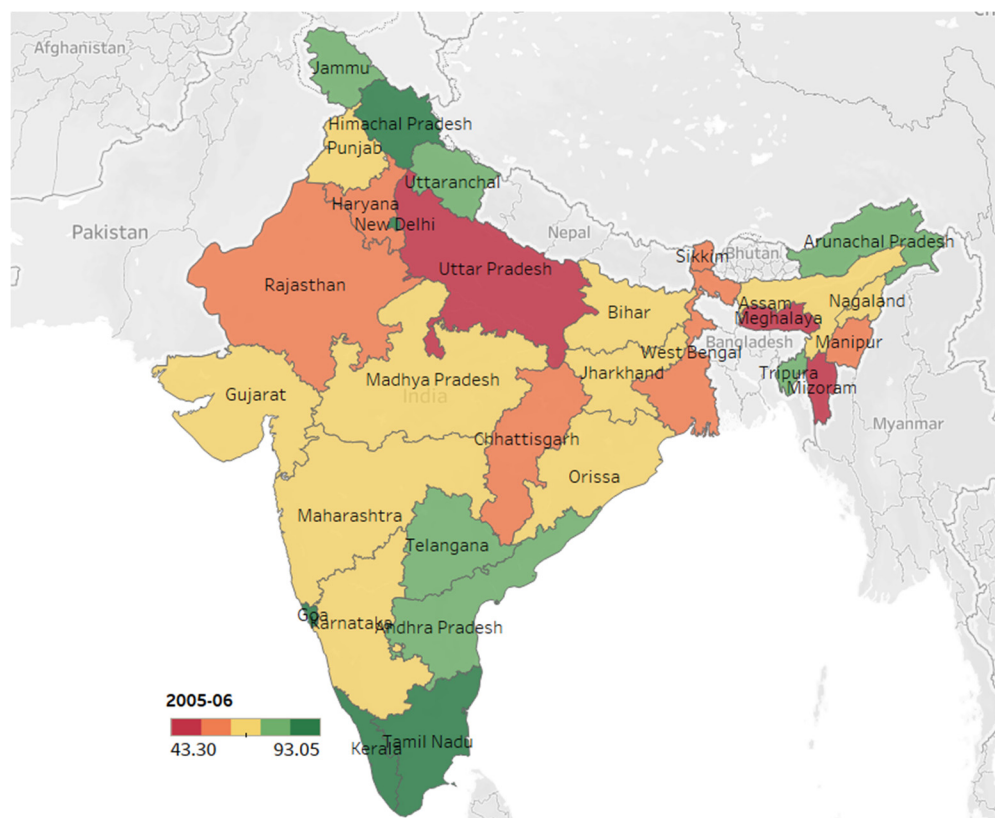 Afghanistan
Jammu
Himachal Pradesh
Punjab
Uttaranchal
Haryana
New Delhi
Pakistan
Nepal
Arunachal Pradesh
Sikkim
Bhutan
Uttar Pradesh
Rajasthan
Assam
Nagaland
Bihar
Meghalaya
Bangladesh
Manipur
West Bengal
Tripura
Mizoram
Jharkhand
Madhya Pradesh
India
Gujarat
Myanmar
Chhattisgarh
Orissa
Maharashtra
Telangana
Goa
Karnataka
Andhra Pradesh
2005-06
43.30 93.05
Kerala
Tamil Nadu